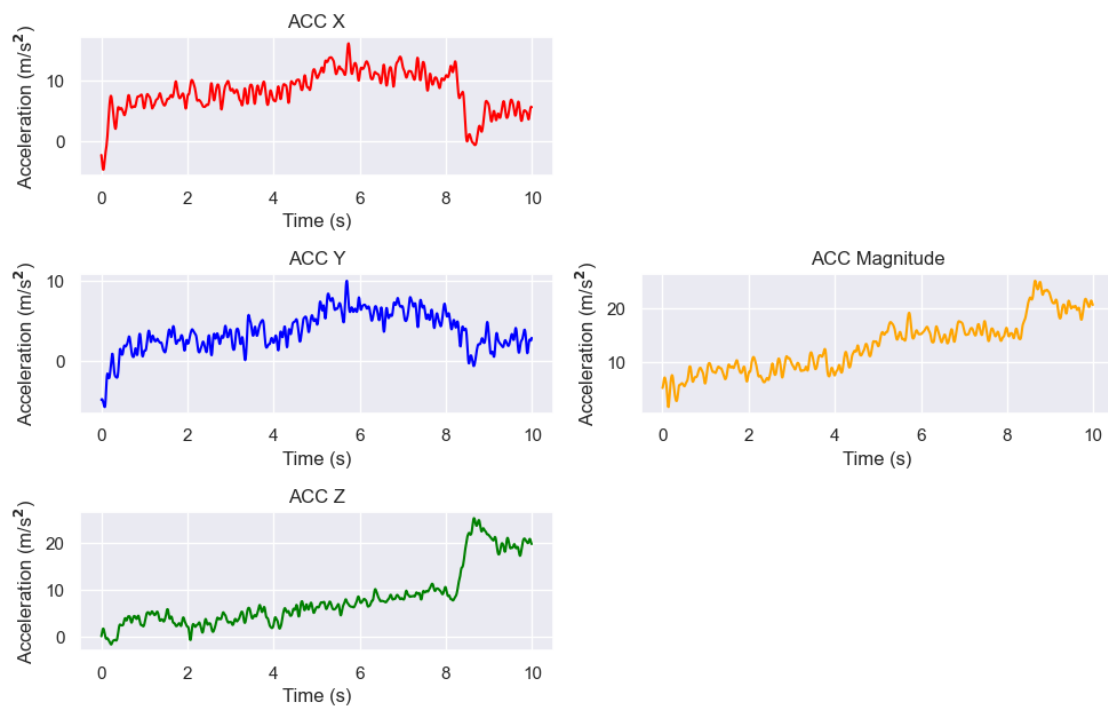 ACC X
Acceleration (m/s²)
10
0
0 2 4 6 8 10
Time (s)
ACC Y
Acceleration (m/s²)
10
0
0 2 4 6 8 10
Time (s)
ACC Magnitude
Acceleration (m/s²)
20
10
0 2 4 6 8 10
Time (s)
ACC Z
Acceleration (m/s²)
20
10
0
0 2 4 6 8 10
Time (s)